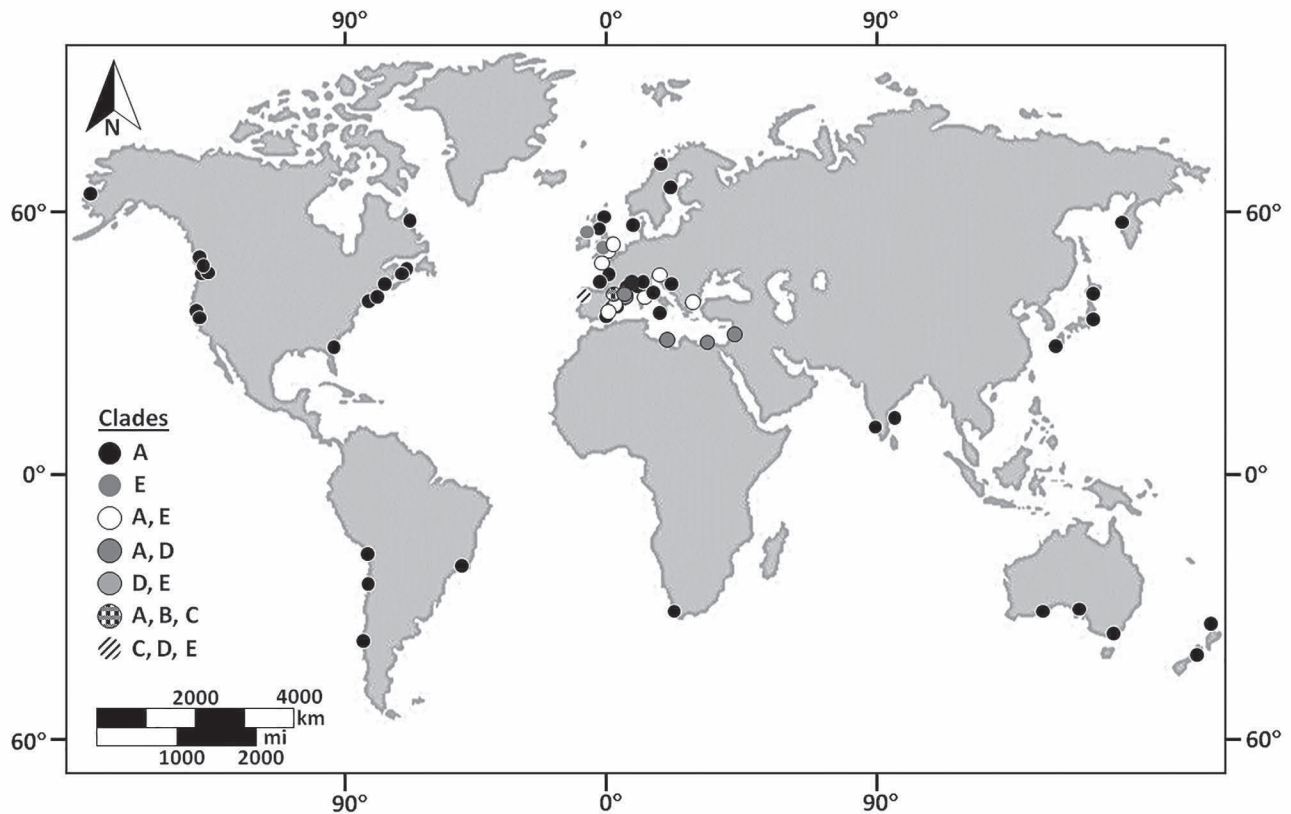 90° 0° 90°
N
60° 60°
Clades
A
E
0° 0°
A, E
A, D
D, E
A, B, C
C, D, E
2000 4000
km
60° mi 60°
1000 2000
90° 0° 90°